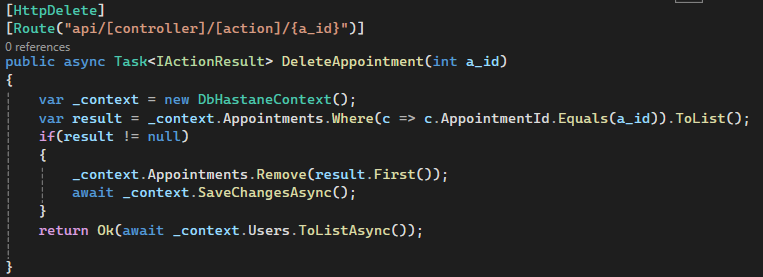 [HttpDelete]
[Route("api/[controller]/[action]/{a_id}")]
0 references
public async Task<IActionResult> DeleteAppointment(int a_id)
{
var _context = new DbHastaneContext();
var result = _context.Appointments.Where(c => c.AppointmentId.Equals(a_id)).ToList();
if(result != null)
{
_context.Appointments.Remove(result.First());
await _context.SaveChangesAsync();
}
return Ok(await _context.Users.ToListAsync());
}